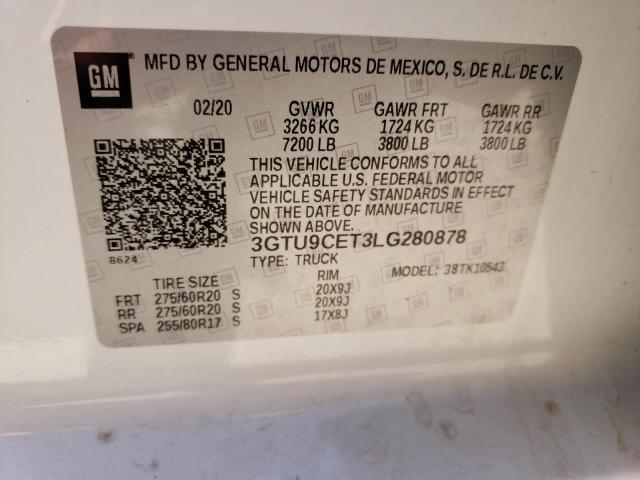 GM MFD BY GENERAL MOTORS DE MEXICO, S. DE R.L. DE C.V.
02/20 GVWR GAWR FRT GAWR RR
3266 KG 1724 KG 1724 KG
7200 LB 3800 LB 3800 LB
THIS VEHICLE CONFORMS TO ALL
APPLICABLE U.S. FEDERAL MOTOR
VEHICLE SAFETY STANDARDS IN EFFECT
ON THE DATE OF MANUFACTURE
SHOWN ABOVE.
8624
3GTU9CET3LG280878
TYPE: TRUCK MODEL: 38TK10543
TIRE SIZE RIM
FRT 275/60R20 S 20X9J
RR 275/60R20 S 20X9J
SPA 255/80R17 S 17X8J